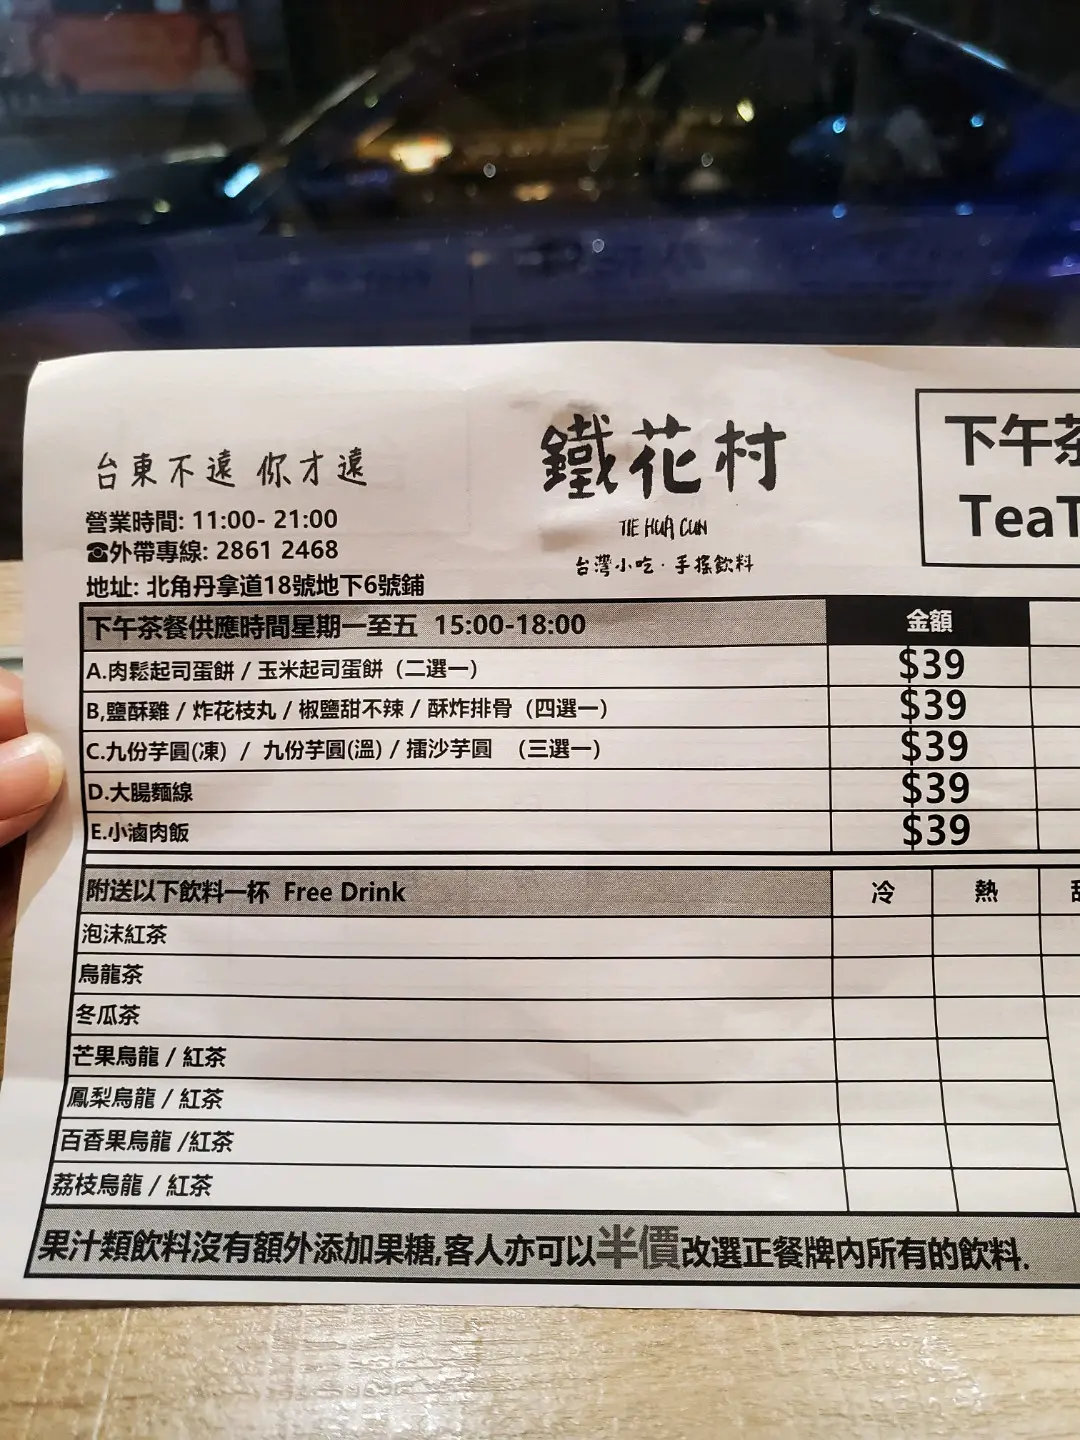 台東不遠 你才遠
營業時間: 11:00- 21:00
☎外帶專線: 2861 2468
地址: 北角丹拿道18號地下6號鋪
鐵花村
TIE HUA CUN
台灣小吃·手搖飲料
下午茶
TeaT
下午茶餐供應時間星期一至五 15:00-18:00 金額
A.肉鬆起司蛋餅 / 玉米起司蛋餅（二選一） $39
B,鹽酥雞 / 炸花枝丸 / 椒鹽甜不辣 / 酥炸排骨（四選一） $39
C.九份芋圓(凍) / 九份芋圓(溫) / 擂沙芋圓 （三選一） $39
D.大腸麵線 $39
E.小滷肉飯 $39
附送以下飲料一杯 Free Drink 冷 熱
泡沫紅茶
烏龍茶
冬瓜茶
芒果烏龍 / 紅茶
鳳梨烏龍 / 紅茶
百香果烏龍 /紅茶
荔枝烏龍 / 紅茶
果汁類飲料沒有額外添加果糖,客人亦可以半價改選正餐牌內所有的飲料.